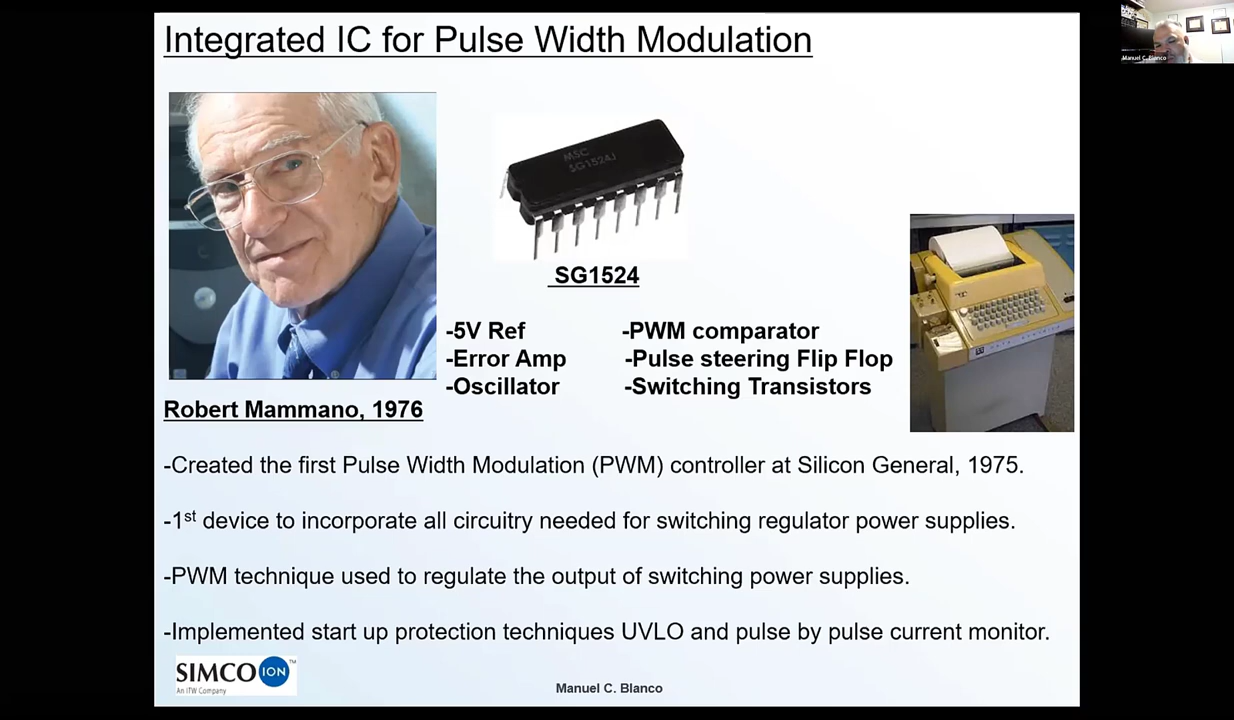 Integrated IC for Pulse Width Modulation
Manuel C. Blanco
MSC
SG1524J
SG1524
-5V Ref -PWM comparator
-Error Amp -Pulse steering Flip Flop
-Oscillator -Switching Transistors
Robert Mammano, 1976
-Created the first Pulse Width Modulation (PWM) controller at Silicon General, 1975.
-1st device to incorporate all circuitry needed for switching regulator power supplies.
-PWM technique used to regulate the output of switching power supplies.
-Implemented start up protection techniques UVLO and pulse by pulse current monitor.
SIMCO ION™
An ITW Company
Manuel C. Blanco